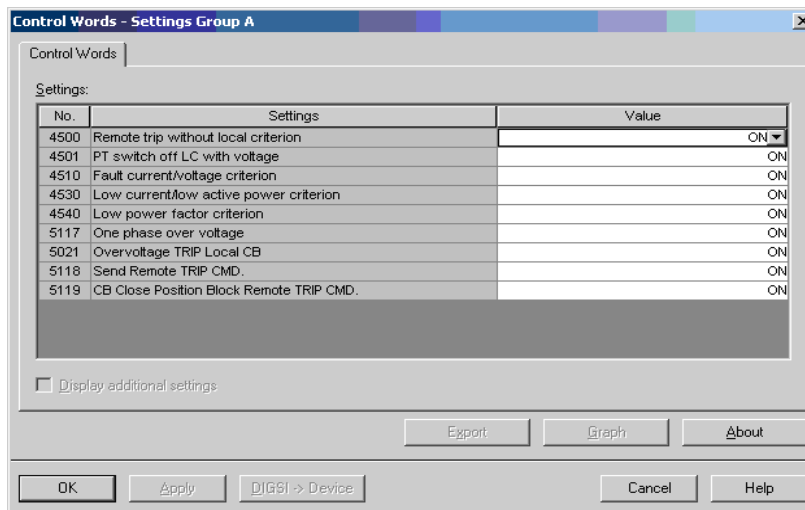 Control Words - Settings Group A
Control Words
Settings:
No. Settings Value
4500 Remote trip without local criterion ON
4501 PT switch off LC with voltage ON
4510 Fault current/voltage criterion ON
4530 Low current/low active power criterion ON
4540 Low power factor criterion ON
5117 One phase over voltage ON
5021 Overvoltage TRIP Local CB ON
5118 Send Remote TRIP CMD. ON
5119 CB Close Position Block Remote TRIP CMD. ON
Display additional settings
Export Graph About
OK Apply DIGSI -> Device Cancel Help